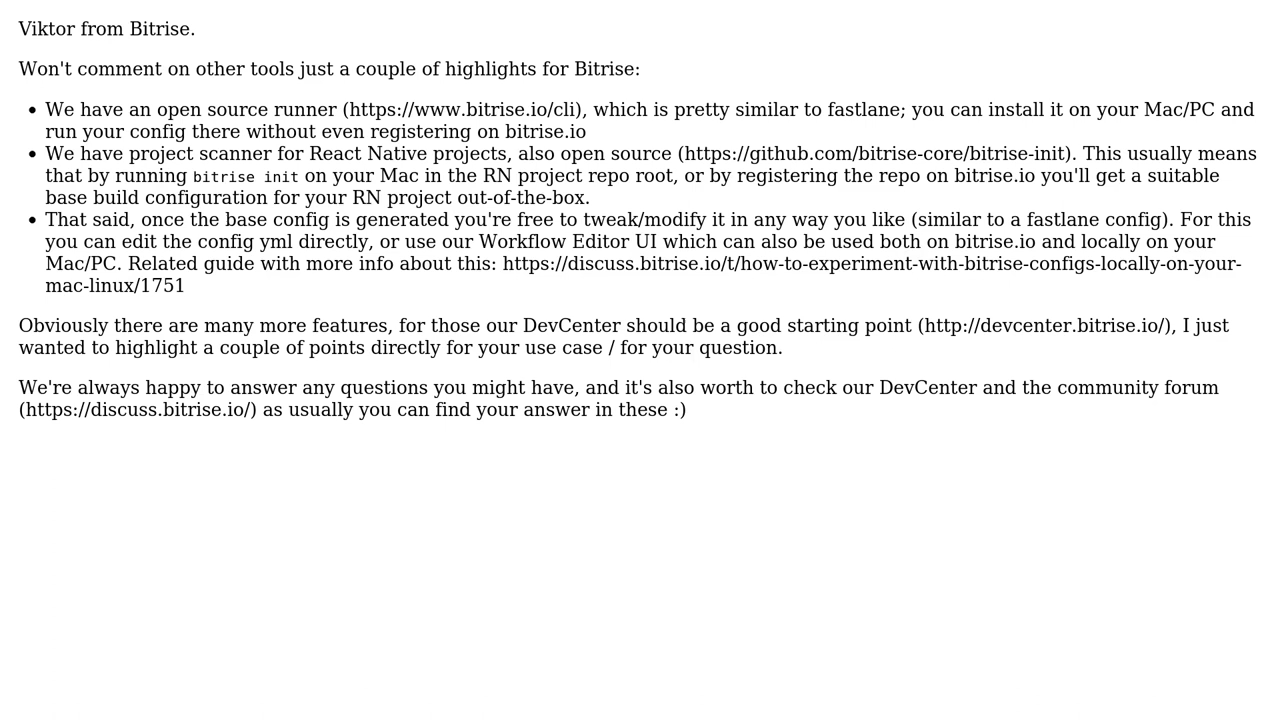 Viktor from Bitrise.
Won't comment on other tools just a couple of highlights for Bitrise:
• We have an open source runner (https://www.bitrise.io/cli), which is pretty similar to fastlane; you can install it on your Mac/PC and
run your config there without even registering on bitrise.io
• We have project scanner for React Native projects, also open source (https://github.com/bitrise-core/bitrise-init). This usually means
that by running bitrise init on your Mac in the RN project repo root, or by registering the repo on bitrise.io you'll get a suitable
base build configuration for your RN project out-of-the-box.
• That said, once the base config is generated you're free to tweak/modify it in any way you like (similar to a fastlane config). For this
you can edit the config yml directly, or use our Workflow Editor UI which can also be used both on bitrise.io and locally on your
Mac/PC. Related guide with more info about this: https://discuss.bitrise.io/t/how-to-experiment-with-bitrise-configs-locally-on-your-
mac-linux/1751
Obviously there are many more features, for those our DevCenter should be a good starting point (http://devcenter.bitrise.io/), I just
wanted to highlight a couple of points directly for your use case / for your question.
We're always happy to answer any questions you might have, and it's also worth to check our DevCenter and the community forum
(https://discuss.bitrise.io/) as usually you can find your answer in these :)